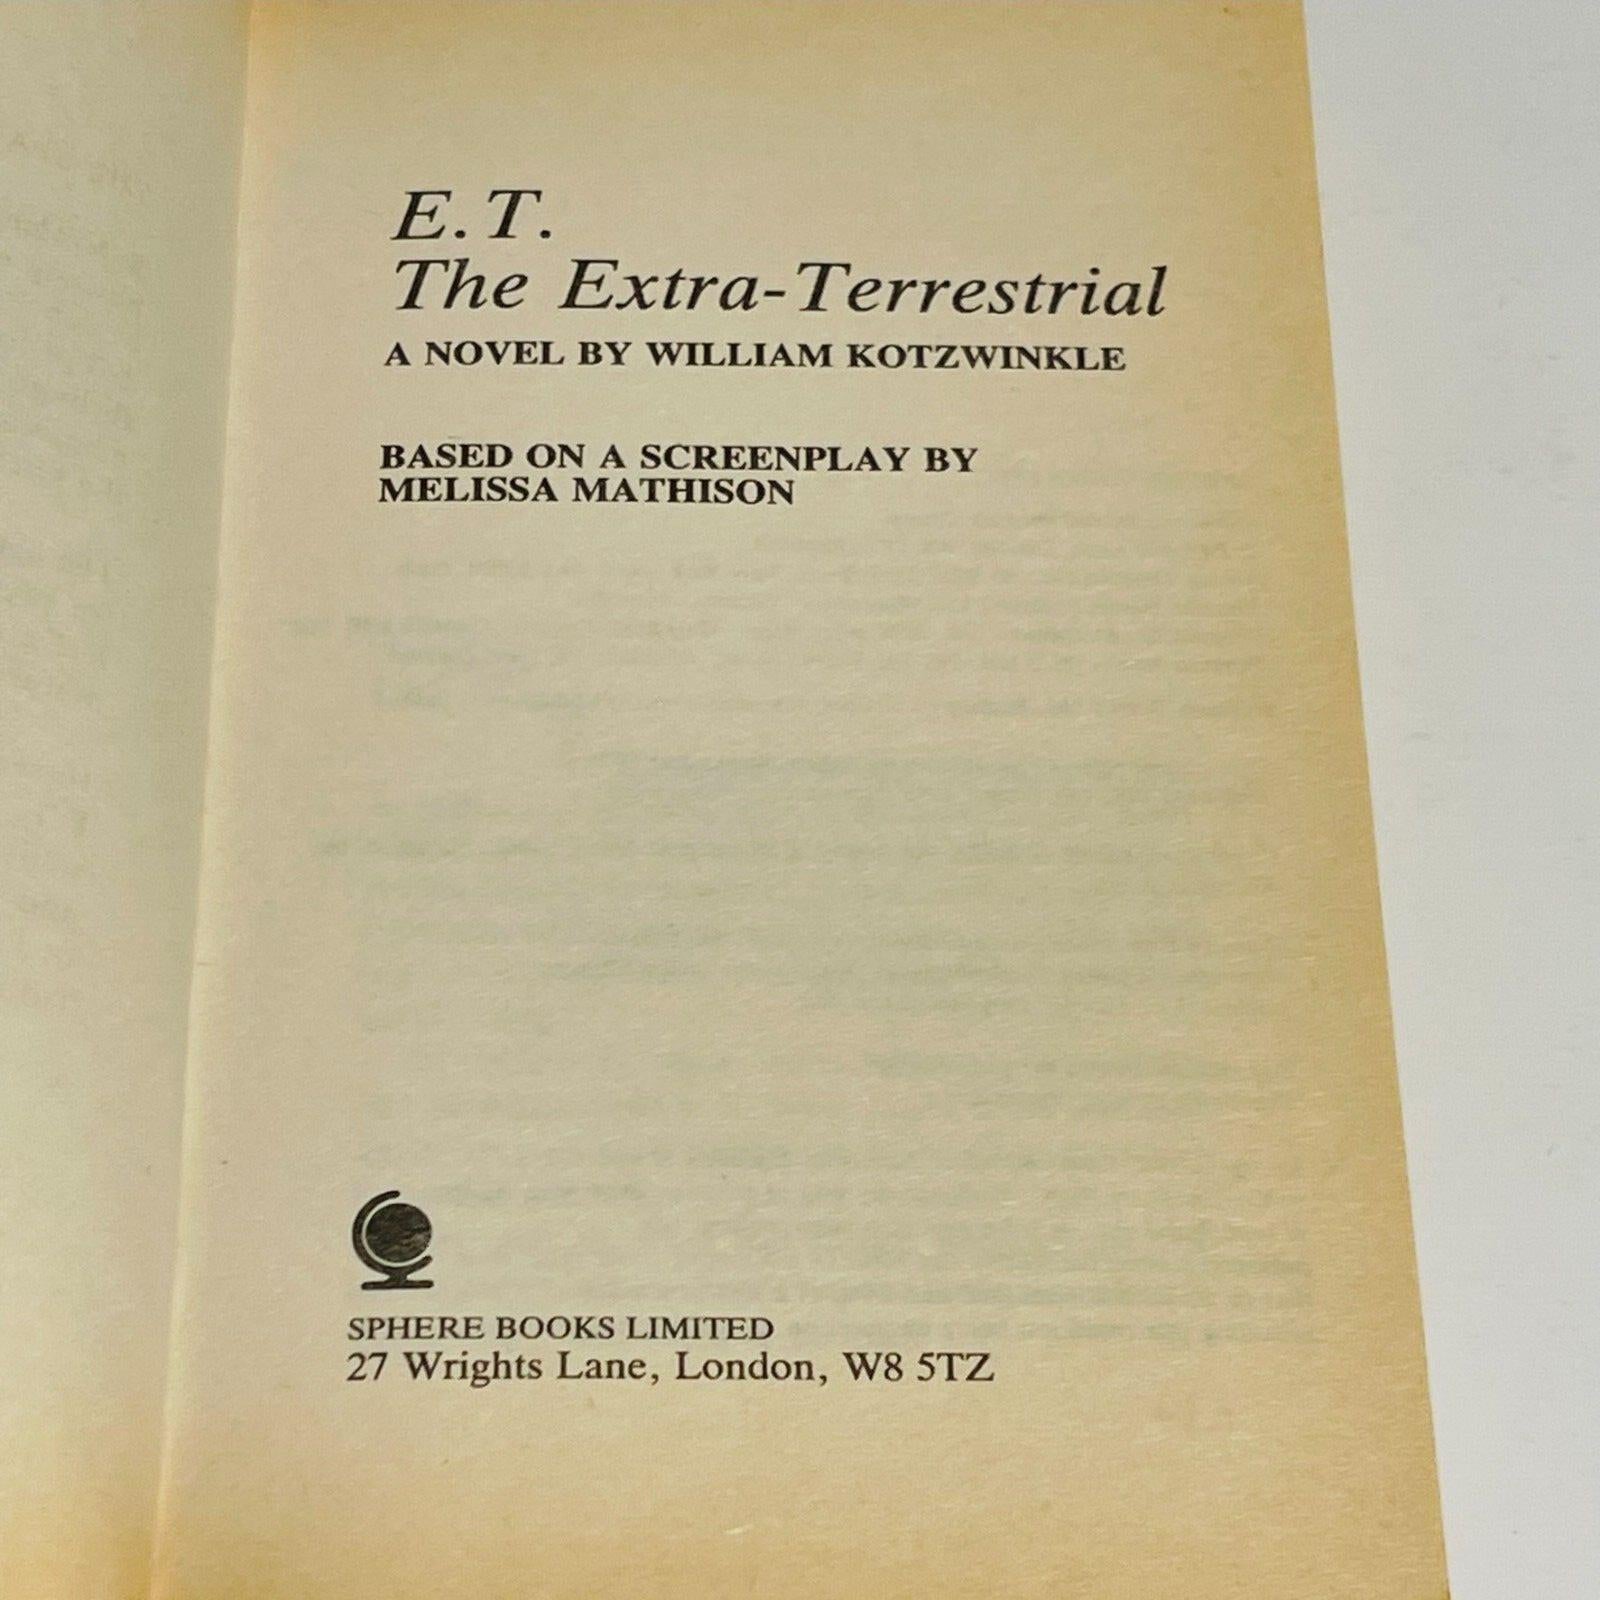 E.T.
The Extra-Terrestrial
A NOVEL BY WILLIAM KOTZWINKLE
BASED ON A SCREENPLAY BY
MELISSA MATHISON
SPHERE BOOKS LIMITED
27 Wrights Lane, London, W8 5TZ